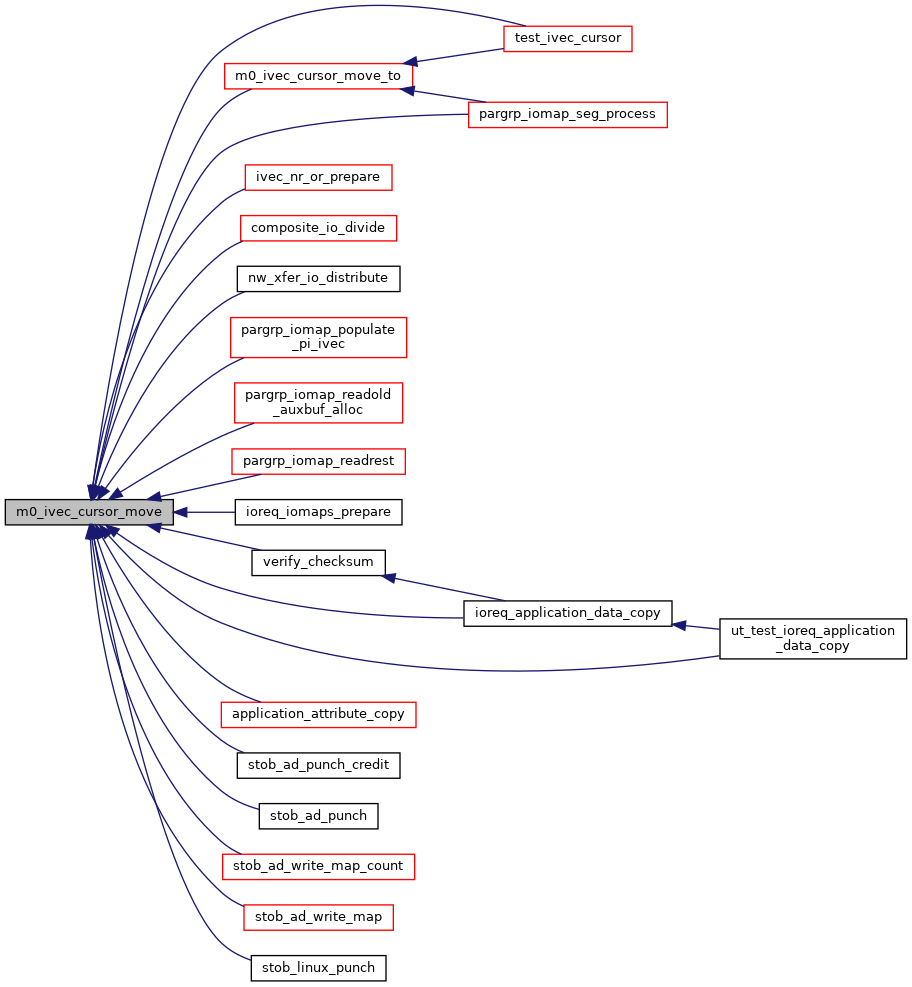 test_ivec_cursor
m0_ivec_cursor_move_to
pargrp_iomap_seg_process
ivec_nr_or_prepare
composite_io_divide
nw_xfer_io_distribute
pargrp_iomap_populate
_pi_ivec
pargrp_iomap_readold
_auxbuf_alloc
pargrp_iomap_readrest
m0_ivec_cursor_move
ioreq_iomaps_prepare
verify_checksum
ioreq_application_data_copy
ut_test_ioreq_application
_data_copy
application_attribute_copy
stob_ad_punch_credit
stob_ad_punch
stob_ad_write_map_count
stob_ad_write_map
stob_linux_punch